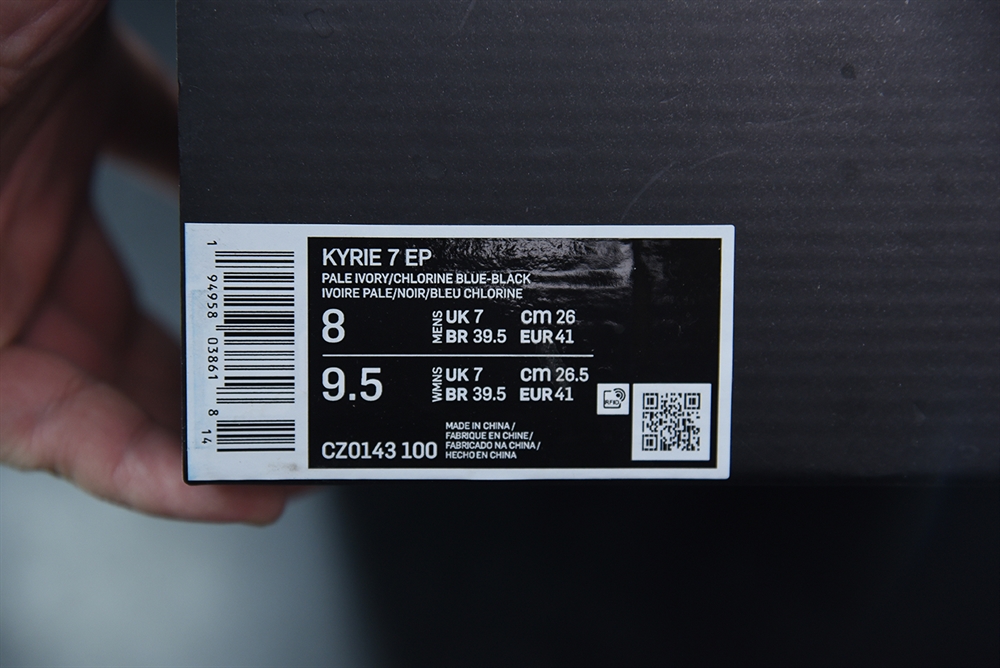 KYRIE 7 EP
PALE IVORY/CHLORINE BLUE-BLACK
IVOIRE PALE/NOIR/BLEU CHLORINE
8 MENS UK 7 cm 26
BR 39.5 EUR 41
9.5 WMNS UK 7 cm 26.5
BR 39.5 EUR 41
RFID
CZ0143 100
MADE IN CHINA /
FABRIQUE EN CHINE/
FABRICADO NA CHINA/
HECHO EN CHINA
1 94958 03861 8 14